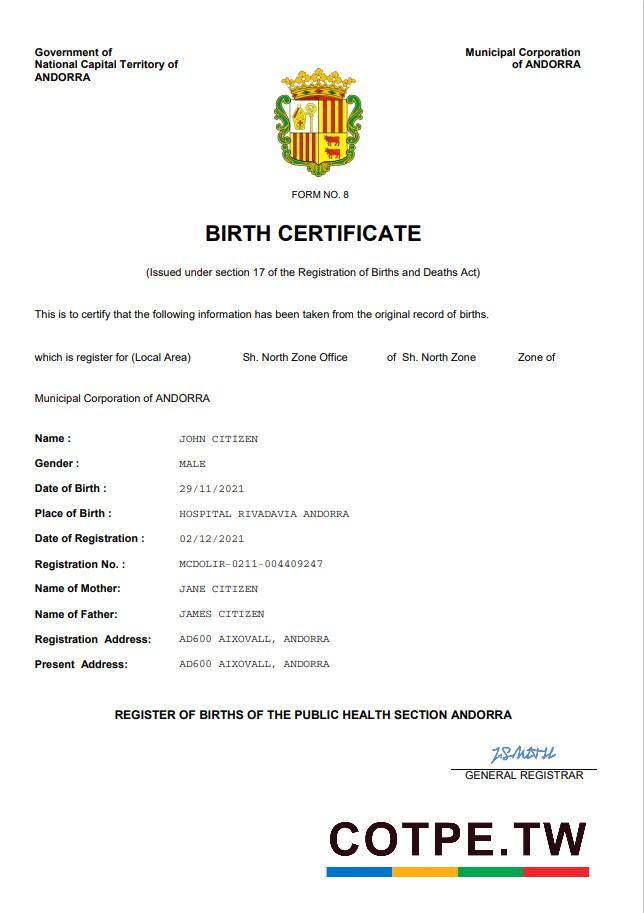 Government of
National Capital Territory of
ANDORRA
Municipal Corporation
of ANDORRA
FORM NO. 8
BIRTH CERTIFICATE
(Issued under section 17 of the Registration of Births and Deaths Act)
This is to certify that the following information has been taken from the original record of births.
which is register for (Local Area) Sh. North Zone Office of Sh. North Zone Zone of
Municipal Corporation of ANDORRA
Name : JOHN CITIZEN
Gender : MALE
Date of Birth : 29/11/2021
Place of Birth : HOSPITAL RIVADAVIA ANDORRA
Date of Registration : 02/12/2021
Registration No. : MCDOLIR-0211-004409247
Name of Mother: JANE CITIZEN
Name of Father: JAMES CITIZEN
Registration Address: AD600 AIXOVALL, ANDORRA
Present Address: AD600 AIXOVALL, ANDORRA
REGISTER OF BIRTHS OF THE PUBLIC HEALTH SECTION ANDORRA
GENERAL REGISTRAR
COTPE.TW